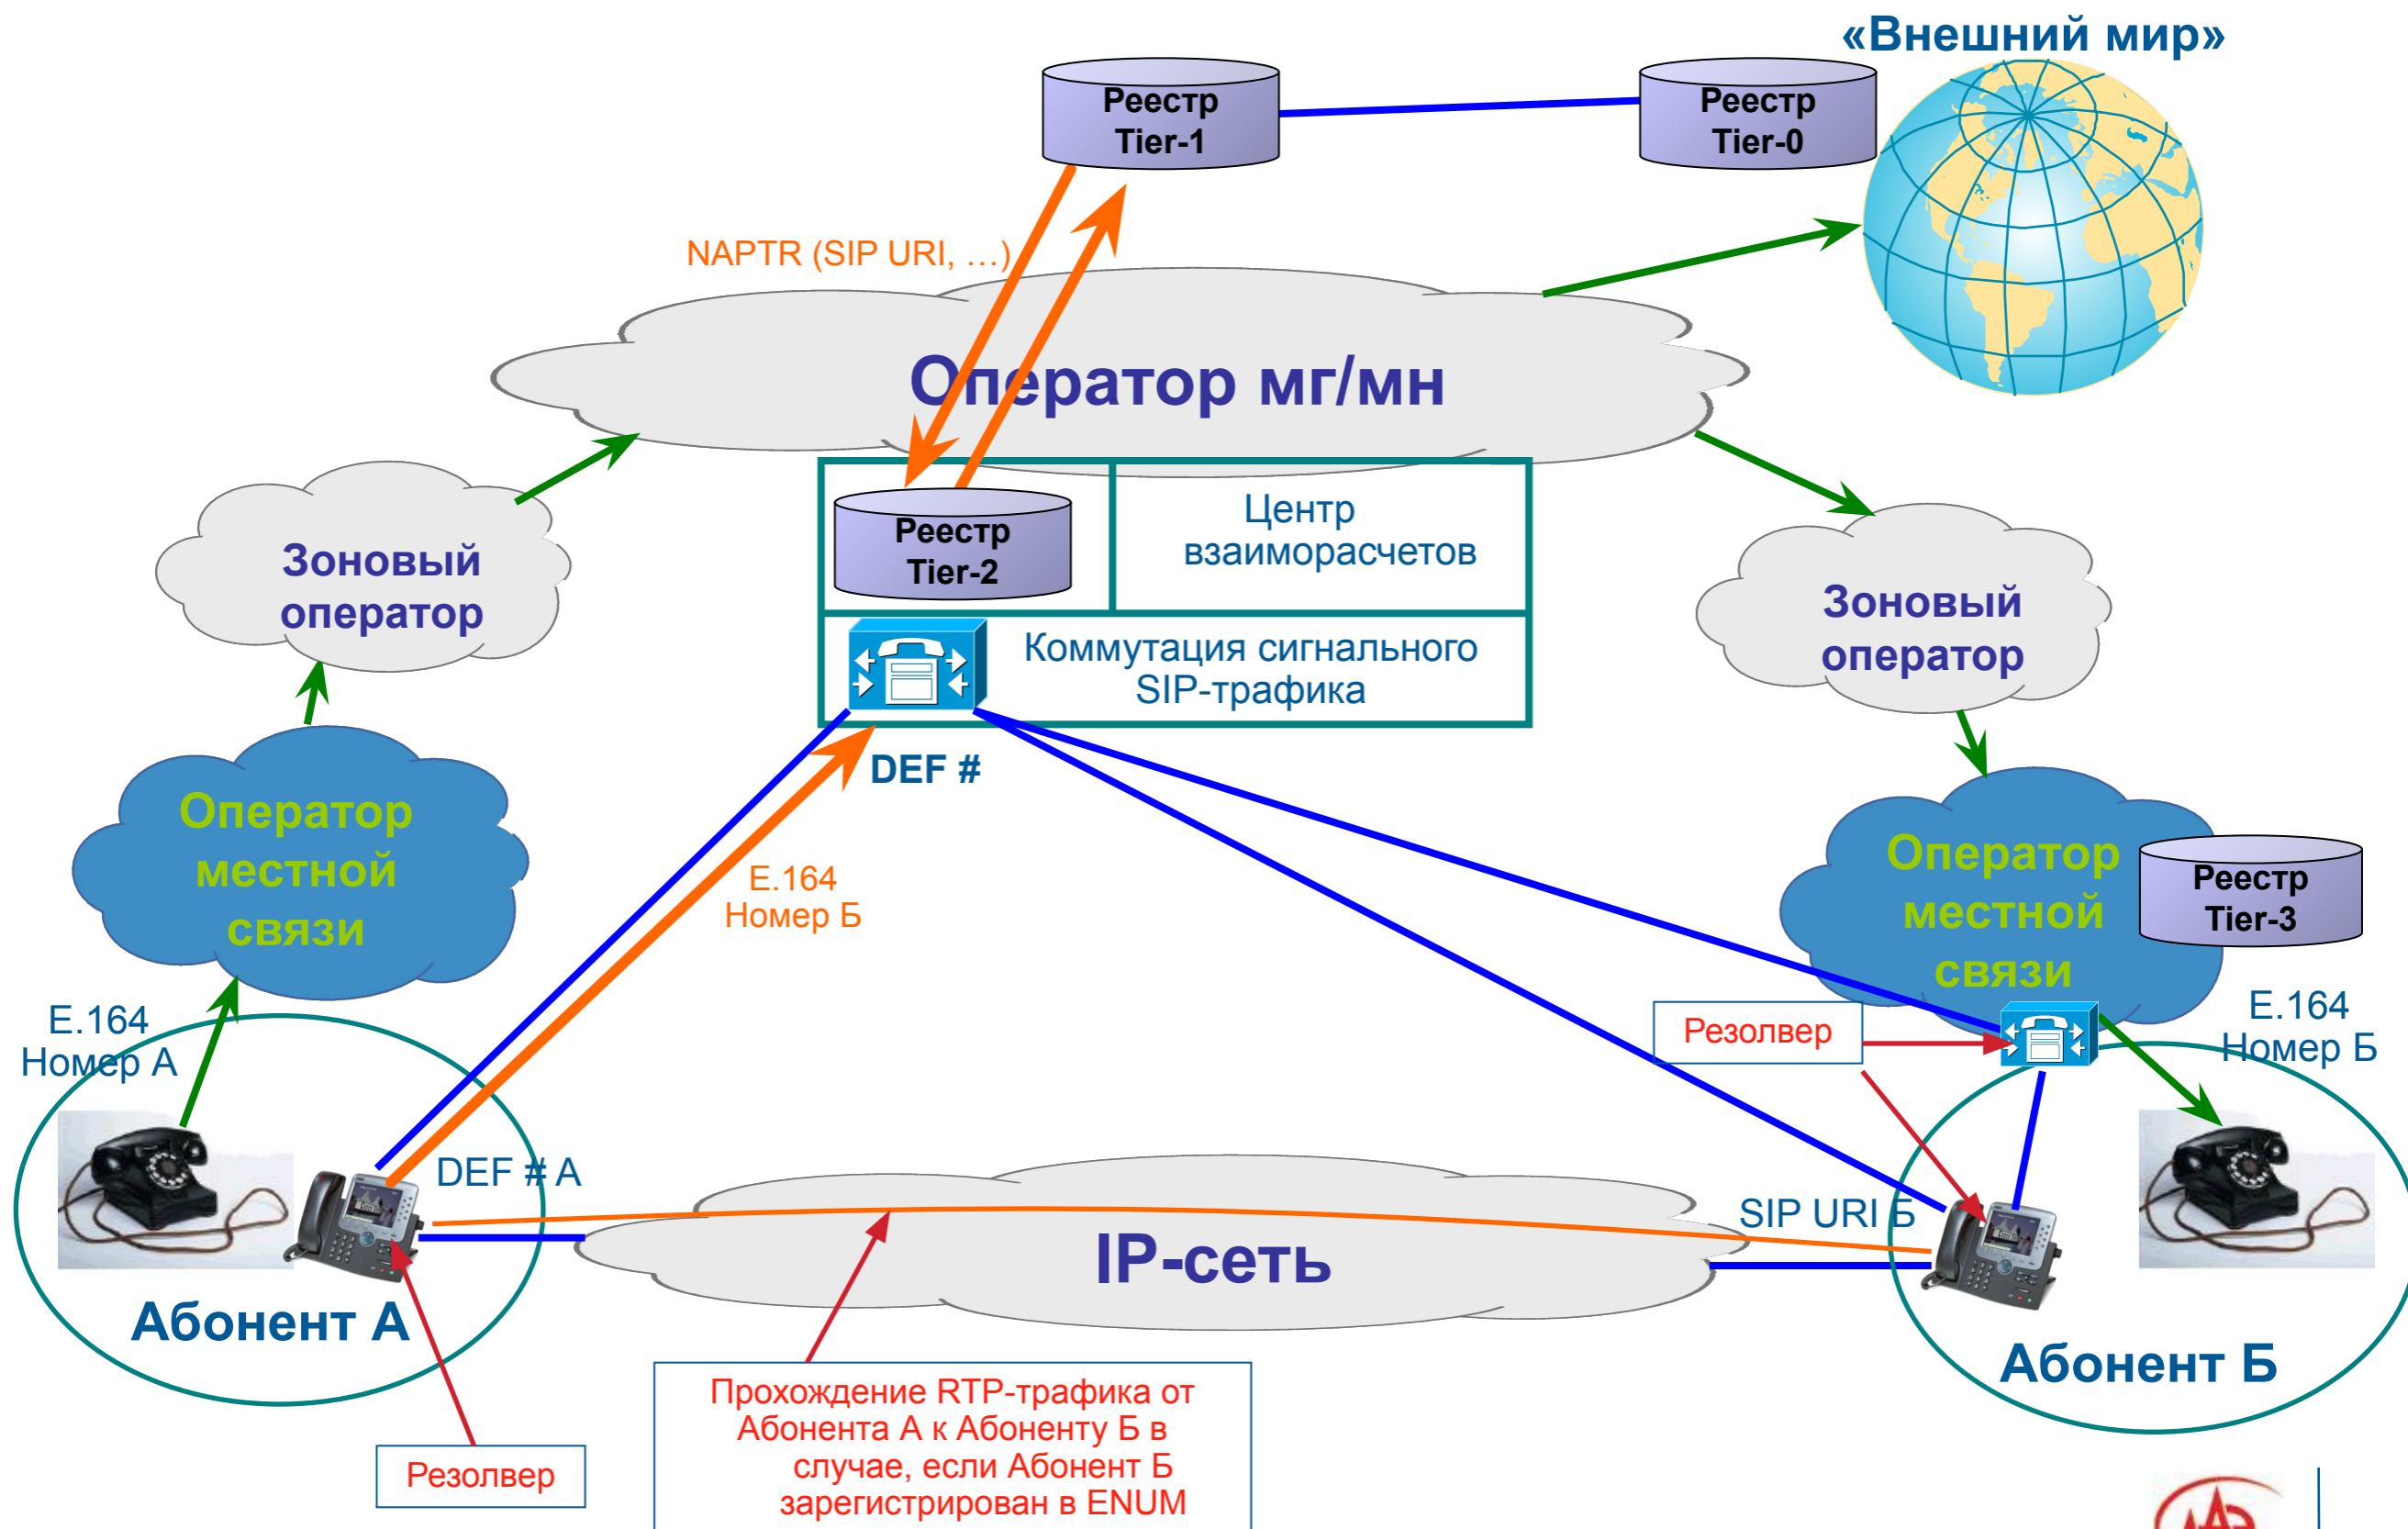 «Внешний мир»
Реестр
Tier-1
Реестр
Tier-0
NAPTR (SIP URI, …)
Оператор мг/мн
Зоновый
оператор
Реестр
Tier-2
Центр
взаиморасчетов
Коммутация сигнального
SIP-трафика
Зоновый
оператор
DEF #
Оператор
местной
связи
E.164
Номер Б
Оператор
местной
связи
Реестр
Tier-3
E.164
Номер А
Резолвер
E.164
Номер Б
DEF # А
SIP URI Б
IP-сеть
Абонент А
Абонент Б
Резолвер
Прохождение RTP-трафика от
Абонента А к Абоненту Б в
случае, если Абонент Б
зарегистрирован в ENUM